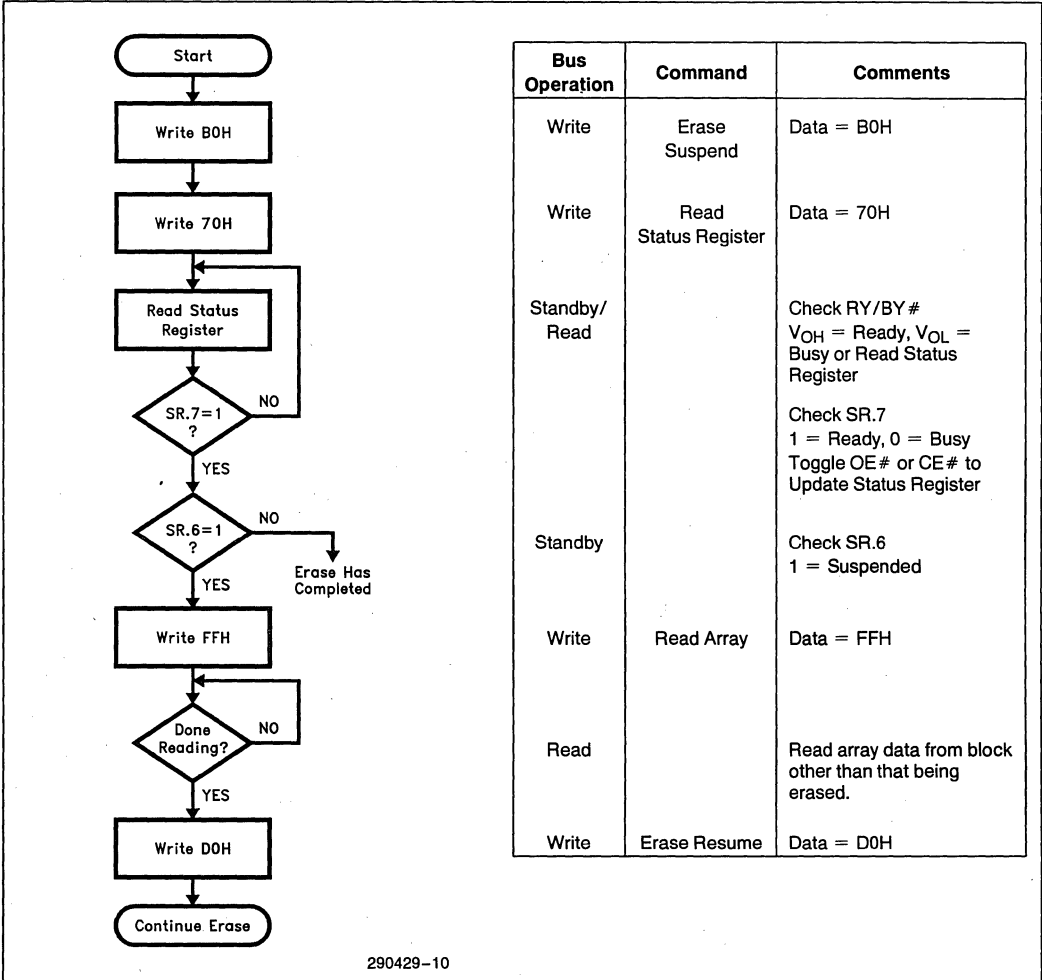 Start
Write B0H
Write 70H
Read Status
Register
SR.7=1
?
NO
YES
SR.6=1
?
NO
Erase Has
Completed
YES
Write FFH
Done
Reading?
NO
YES
Write D0H
Continue Erase
Bus
Operation
Command
Comments
Write
Erase
Suspend
Data = B0H
Write
Read
Status Register
Data = 70H
Standby/
Read
Check RY/BY#
VOH = Ready, VOL =
Busy or Read Status
Register
Check SR.7
1 = Ready, 0 = Busy
Toggle OE# or CE# to
Update Status Register
Standby
Check SR.6
1 = Suspended
Write
Read Array
Data = FFH
Read
Read array data from block
other than that being
erased.
Write
Erase Resume
Data = D0H
290429-10